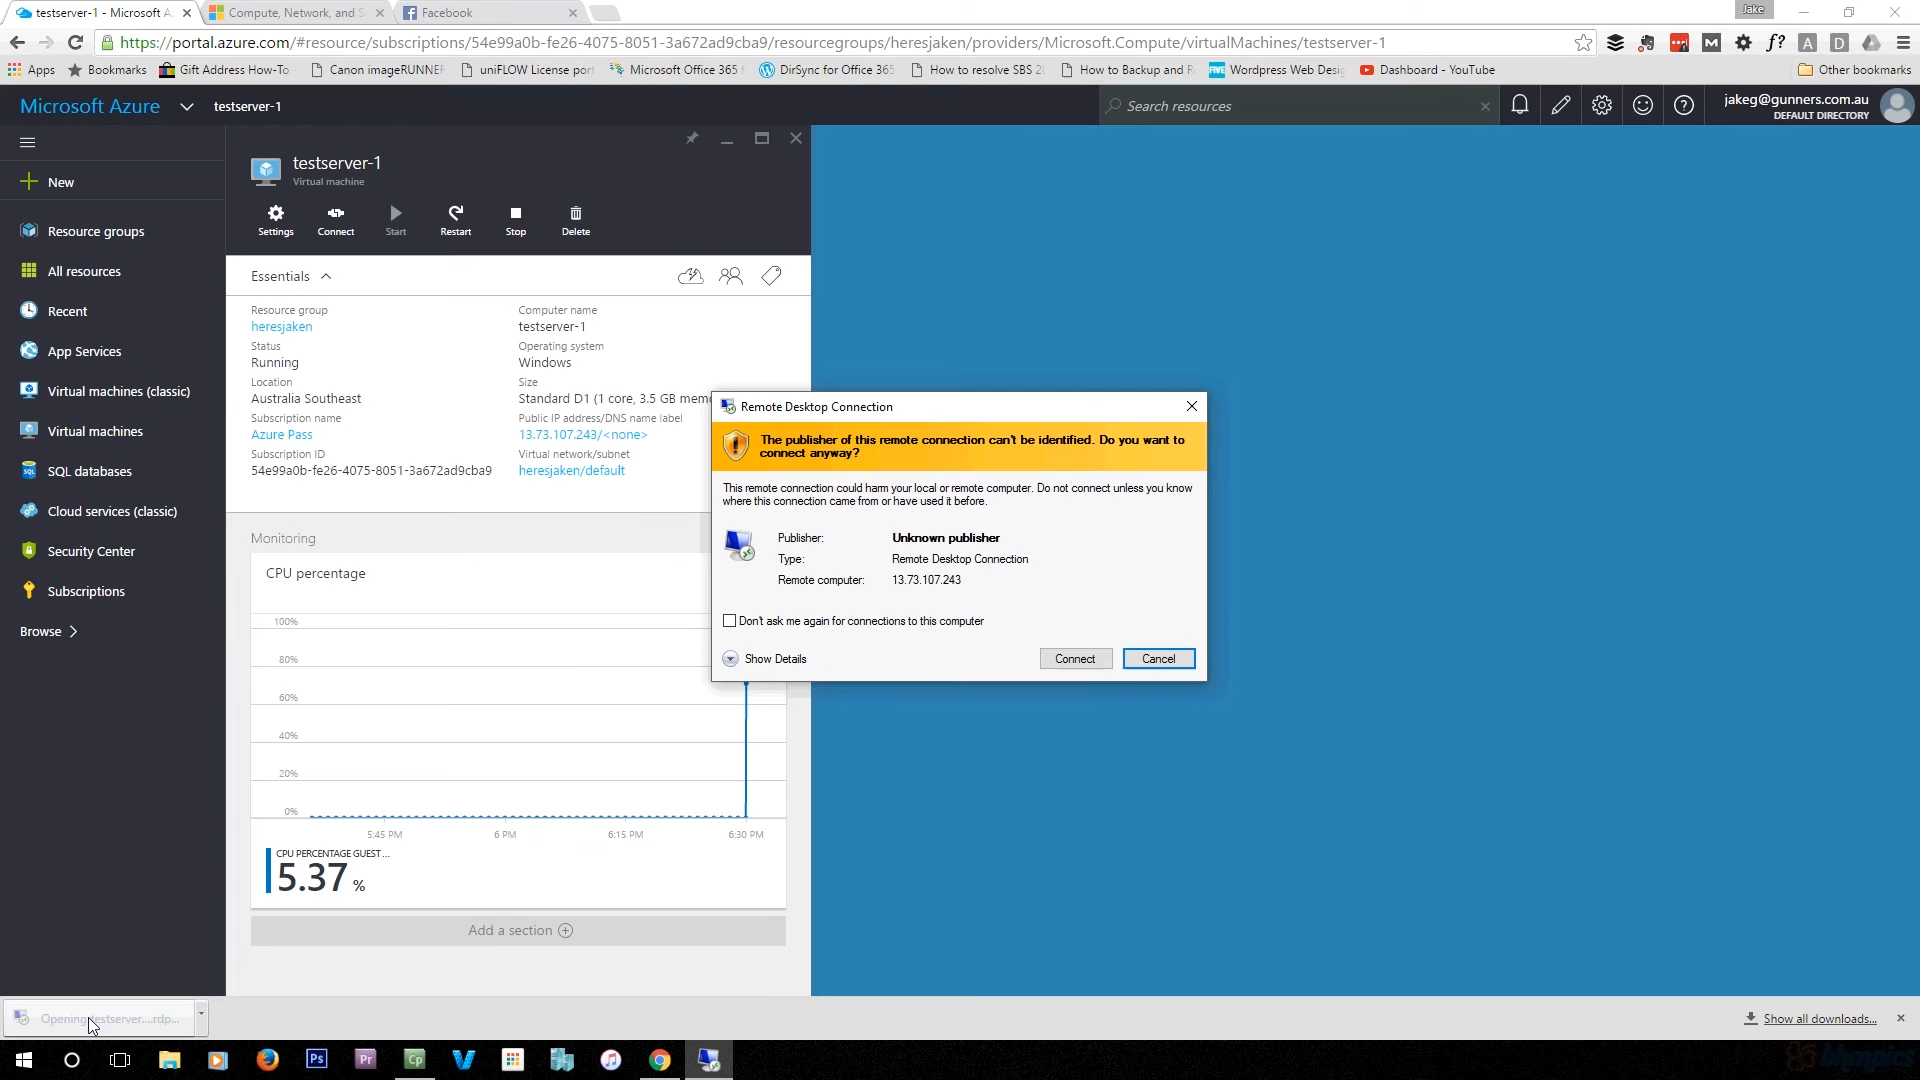 testserver-1 - Microsoft A
Compute, Network, and S
Facebook
Jake
https://portal.azure.com/#resource/subscriptions/54e99a0b-fe26-4075-8051-3a672ad9cba9/resourcegroups/heresjaken/providers/Microsoft.Compute/virtualMachines/testserver-1
Apps
Bookmarks
Gift Address How-To
Canon imageRUNNER
uniFLOW License port
Microsoft Office 365
DirSync for Office 365
How to resolve SBS 20
How to Backup and R
Wordpress Web Desig
Dashboard - YouTube
Other bookmarks
Microsoft Azure
testserver-1
Search resources
jakeg@gunners.com.au
DEFAULT DIRECTORY
New
Resource groups
All resources
Recent
App Services
Virtual machines (classic)
Virtual machines
SQL databases
Cloud services (classic)
Security Center
Subscriptions
Browse
testserver-1
Virtual machine
Settings
Connect
Start
Restart
Stop
Delete
Essentials
Resource group
heresjaken
Status
Running
Location
Australia Southeast
Subscription name
Azure Pass
Subscription ID
54e99a0b-fe26-4075-8051-3a672ad9cba9
Computer name
testserver-1
Operating system
Windows
Size
Standard D1 (1 core, 3.5 GB memo
Public IP address/DNS name label
13.73.107.243/<none>
Virtual network/subnet
heresjaken/default
Monitoring
CPU percentage
100%
80%
60%
40%
20%
0%
5:45 PM
6 PM
6:15 PM
6:30 PM
CPU PERCENTAGE GUEST ...
5.37 %
Add a section
Remote Desktop Connection
The publisher of this remote connection can't be identified. Do you want to
connect anyway?
This remote connection could harm your local or remote computer. Do not connect unless you know
where this connection came from or have used it before.
Publisher: Unknown publisher
Type: Remote Desktop Connection
Remote computer: 13.73.107.243
Don't ask me again for connections to this computer
Show Details
Connect
Cancel
Opening testserver....rdp...
Show all downloads...
Ps
Pr
Cp
olympics